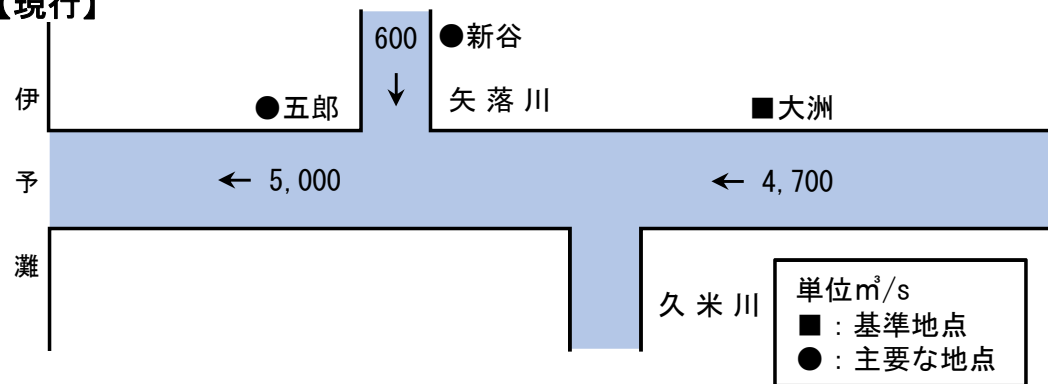 【現行】
600
●新谷
↓
矢落川
●五郎
■大洲
伊予灘
← 5,000
← 4,700
久米川
単位㎥/s
■：基準地点
●：主要な地点